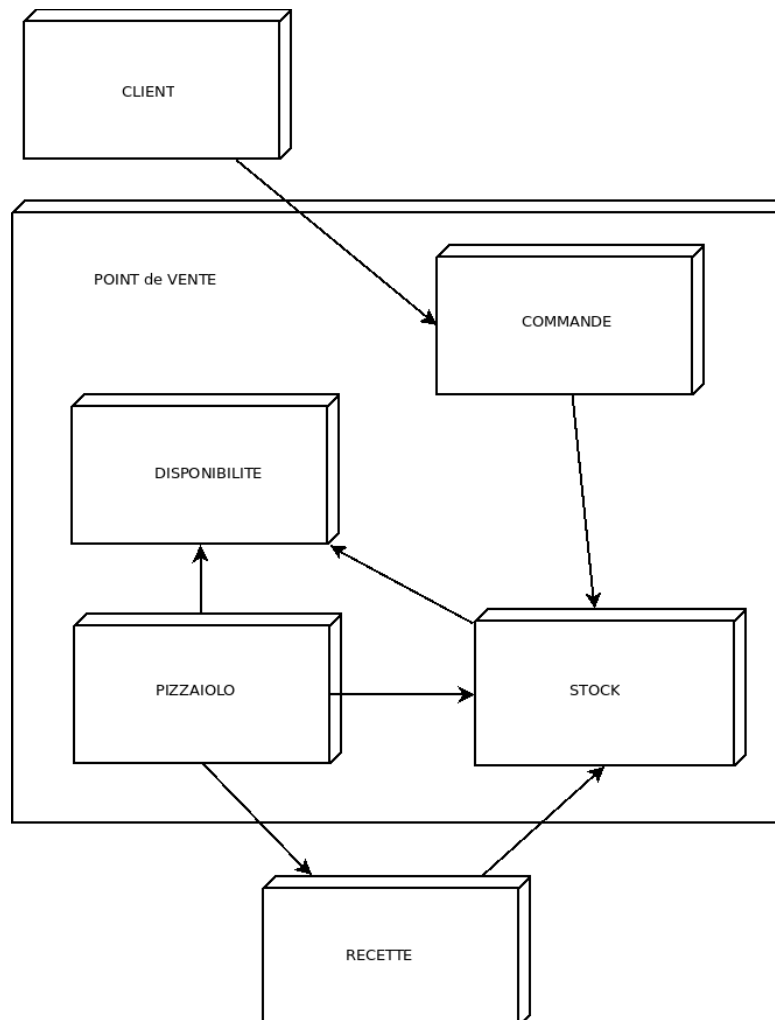 CLIENT
POINT de VENTE
COMMANDE
DISPONIBILITE
PIZZAIOLO
STOCK
RECETTE